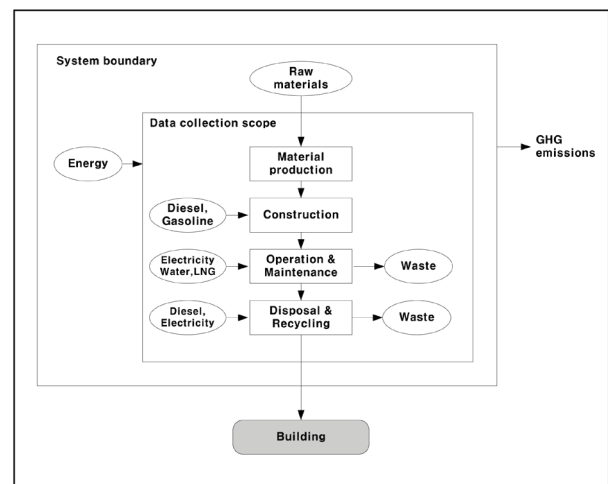 System boundary
Raw
materials
Data collection scope
GHG
emissions
Energy
Material
production
Diesel,
Gasoline
Construction
Electricity
Water,LNG
Operation &
Maintenance
Waste
Diesel,
Electricity
Disposal &
Recycling
Waste
Building